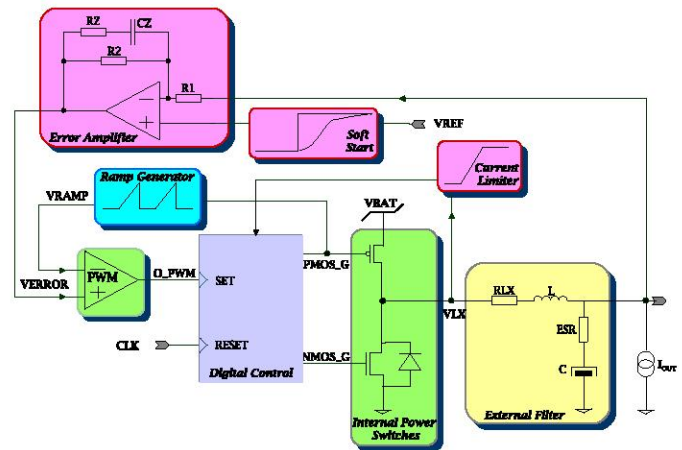 RZ
CZ
R2
R1
Error Amplifier
Soft
Start
VREF
Current
Limiter
Ramp Generator
VRAMP
VBAT
PWM
O_PWM
VERROR
SET
PMOS_G
VLX
RLX
L
ESR
CLK
RESET
NMOS_G
C
IOUT
Digital Control
Internal Power
Switches
External Filter